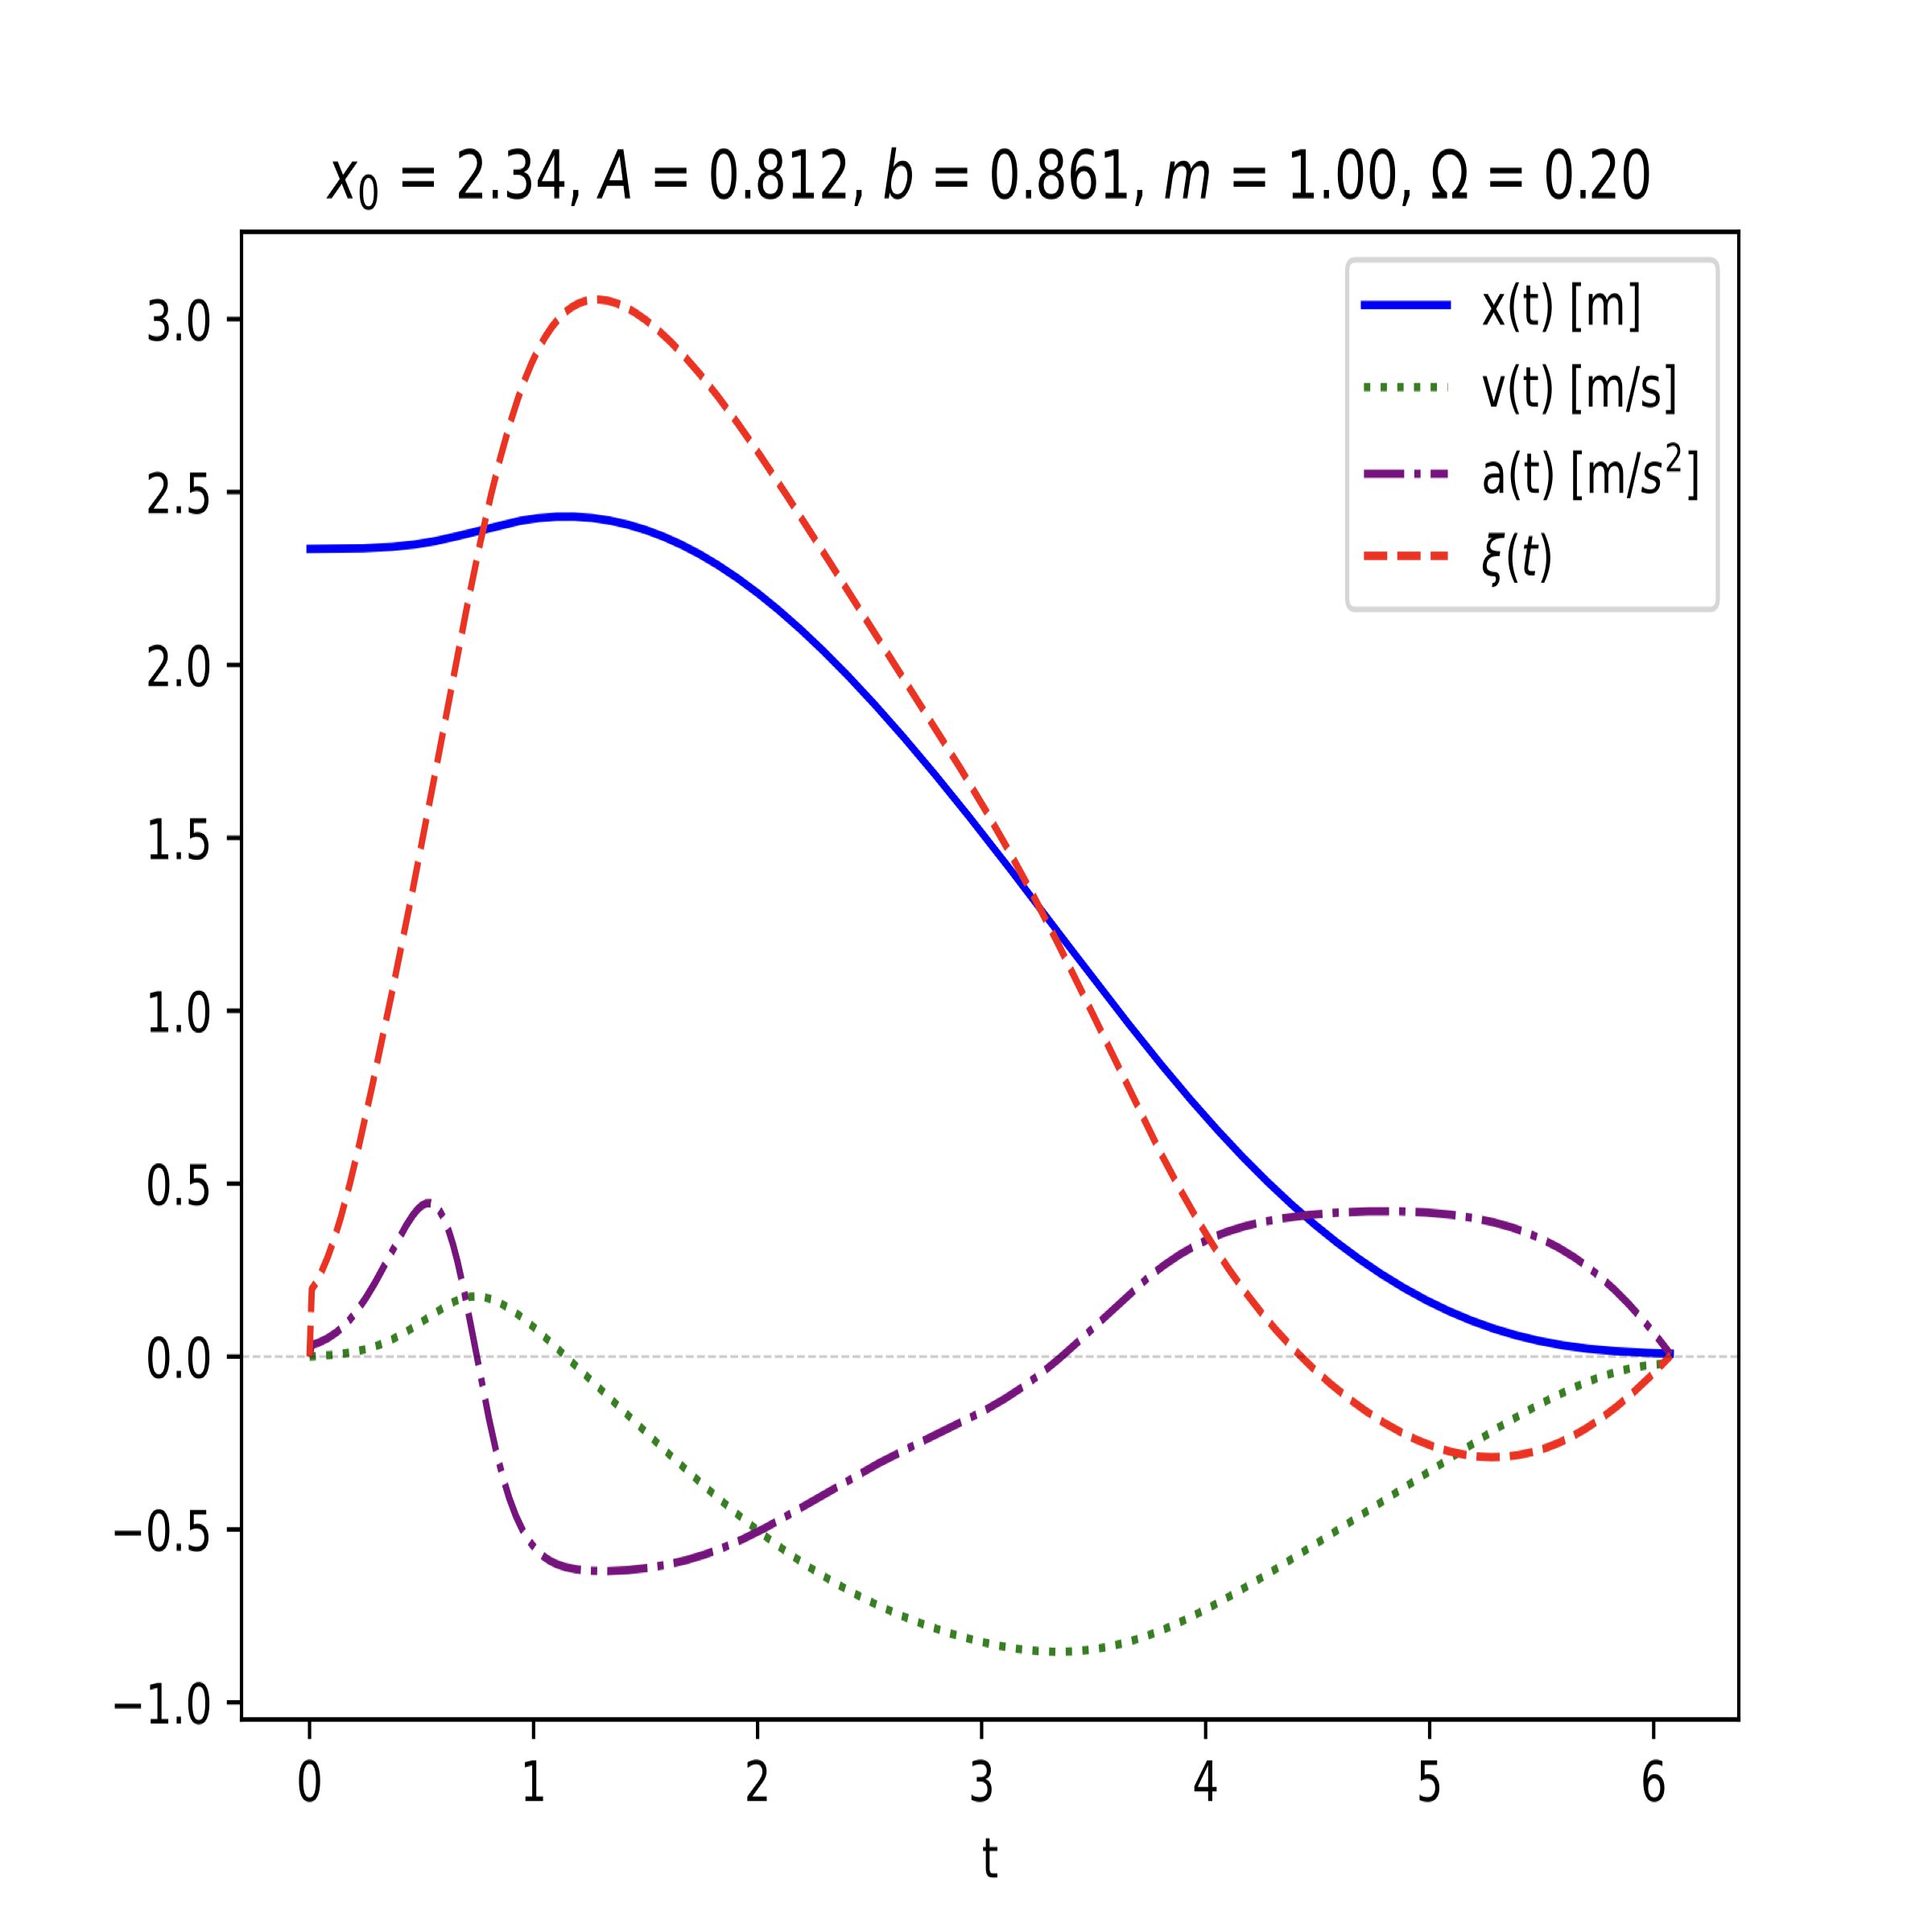 x₀ = 2.34, A = 0.812, b = 0.861, m = 1.00, Ω = 0.20
x(t) [m]
v(t) [m/s]
a(t) [m/s²]
ξ(t)
3.0
2.5
2.0
1.5
1.0
0.5
0.0
−0.5
−1.0
0 1 2 3 4 5 6
t